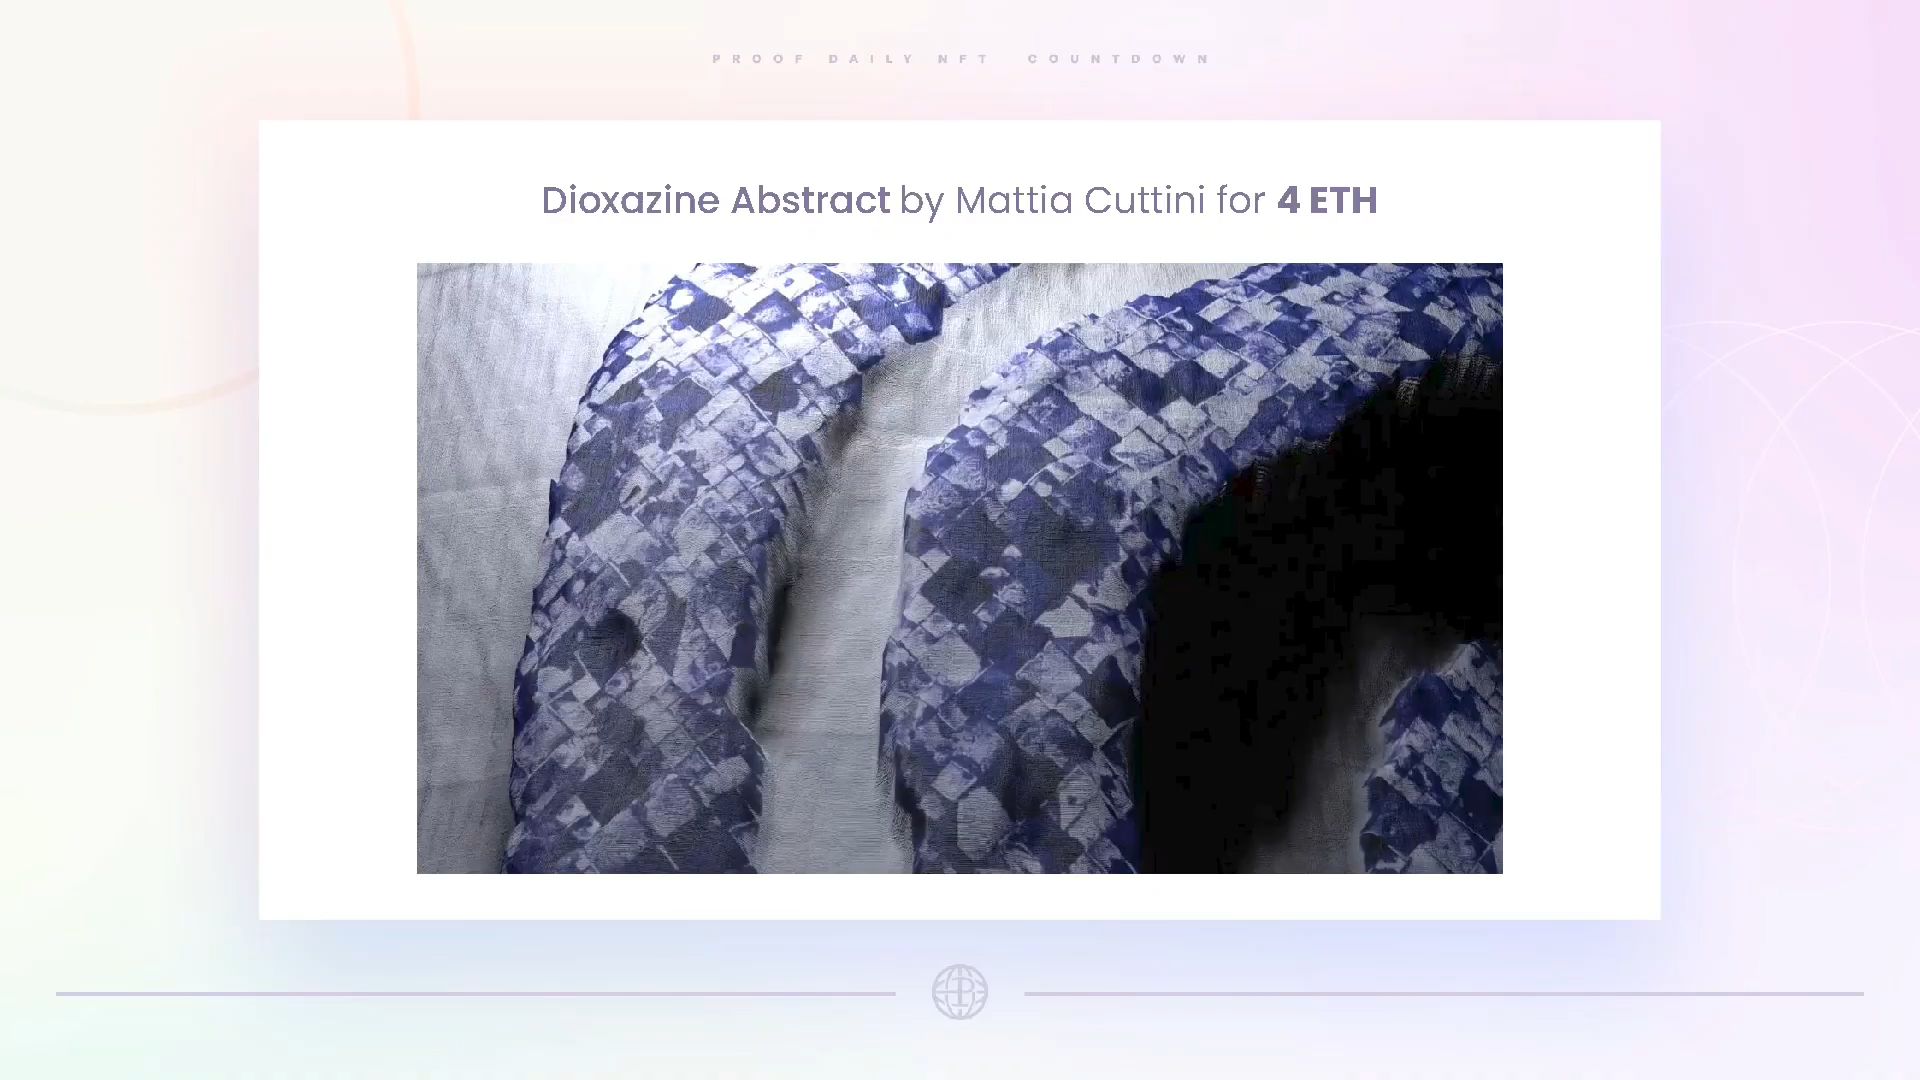 PROOF DAILY NFT COUNTDOWN
Dioxazine Abstract by Mattia Cuttini for 4 ETH
P